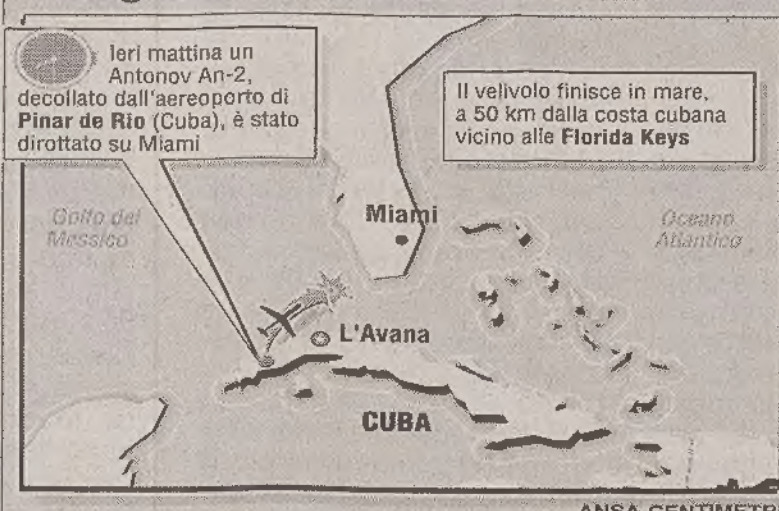 Ieri mattina un
Antonov An-2,
decollato dall'aereoporto di
Pinar de Rio (Cuba), è stato
dirottato su Miami
Il velivolo finisce in mare,
a 50 km dalla costa cubana
vicino alle Florida Keys
Golfo del
Messico
Miami
Oceano
Atlantico
L'Avana
CUBA
ANSA-CENTIMETR